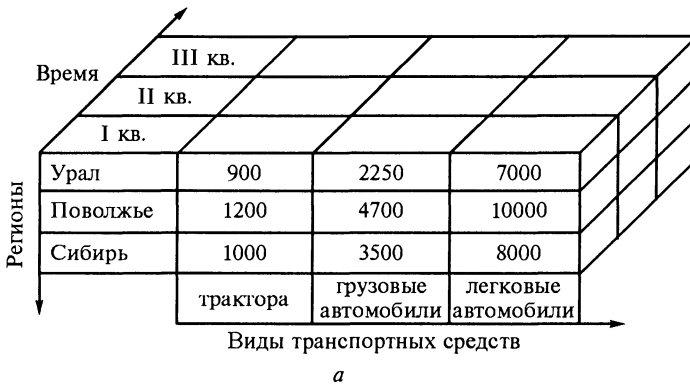 III кв.
Время
II кв.
I кв.
Регионы
Урал 900 2250 7000
Поволжье 1200 4700 10000
Сибирь 1000 3500 8000
трактора
грузовые
автомобили
легковые
автомобили
Виды транспортных средств
а